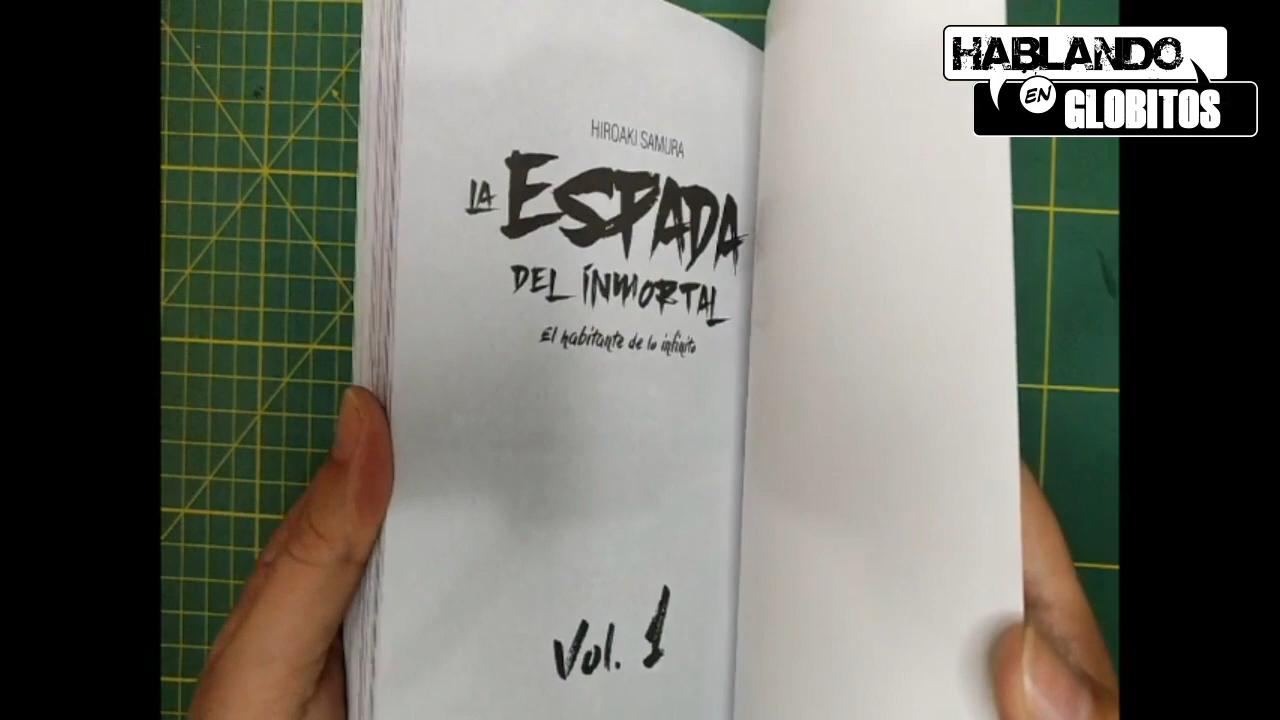 HABLANDO
EN
GLOBITOS
HIROAKI SAMURA
LA ESPADA
DEL INMORTAL
El habitante de lo infinito
Vol. 1